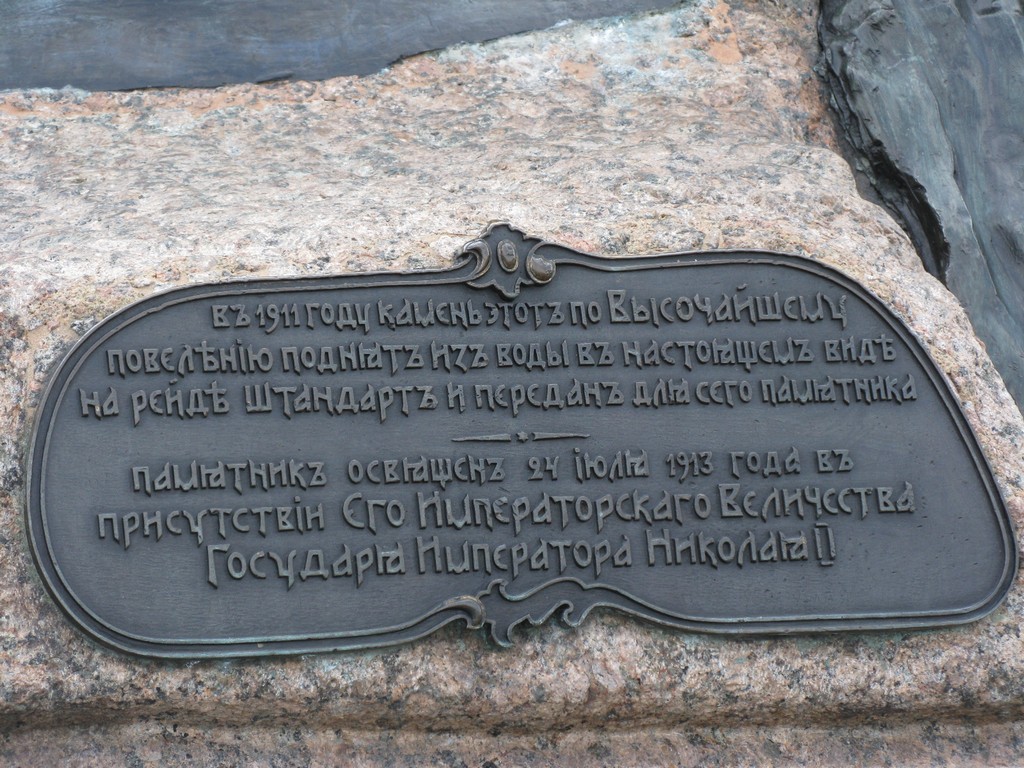 въ 1911 году камень этотъ по Высочайшему
повелѣнію поднятъ изъ воды въ настоящемъ видѣ
на рейдѣ Штандартъ и переданъ для сего памятника
памятникъ освященъ 24 іюля 1913 года въ
присутствіи Его Императорскаго Величества
Государя Императора Николая II